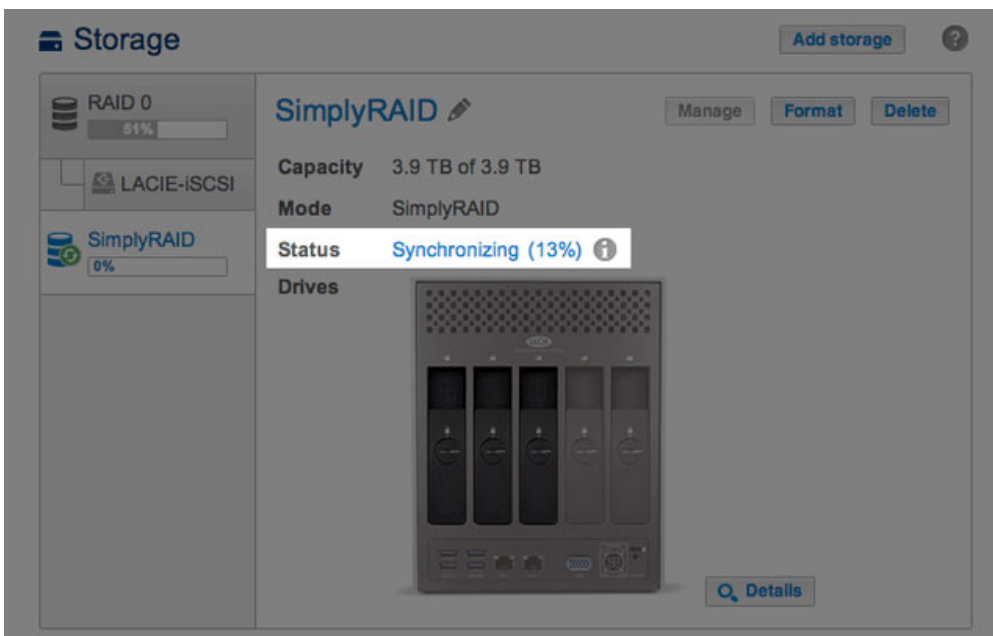 Storage
Add storage
?
RAID 0
51%
LACIE-iSCSI
SimplyRAID
0%
SimplyRAID
Manage
Format
Delete
Capacity 3.9 TB of 3.9 TB
Mode SimplyRAID
Status Synchronizing (13%) i
Drives
LACIE
Details